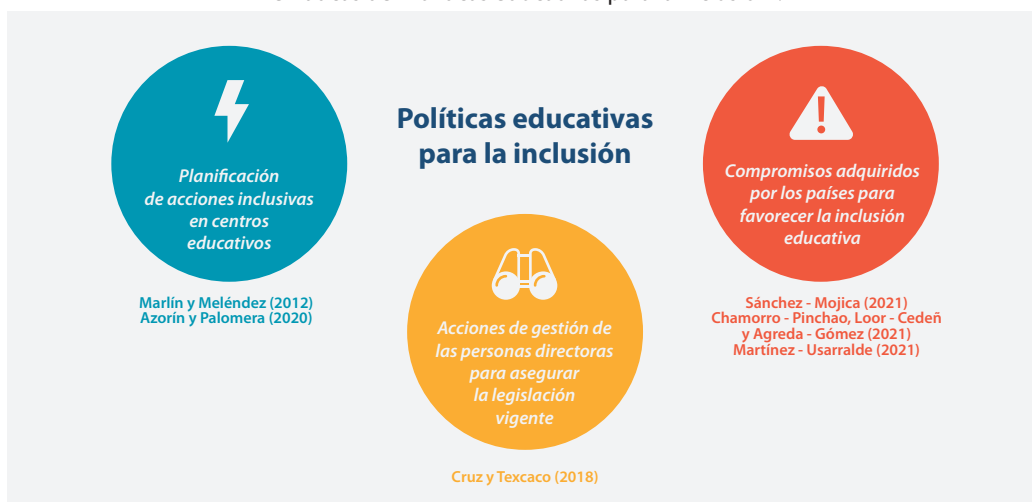 Políticas educativas
para la inclusión
Planificación
de acciones inclusivas
en centros
educativos
Marlín y Meléndez (2012)
Azorín y Palomera (2020)
Acciones de gestión de
las personas directoras
para asegurar
la legislación
vigente
Cruz y Texcaco (2018)
Compromisos adquiridos
por los países para
favorecer la inclusión
educativa
Sánchez - Mojica (2021)
Chamorro - Pinchao, Loor - Cedeñ
y Agreda - Gómez (2021)
Martínez - Usarralde (2021)